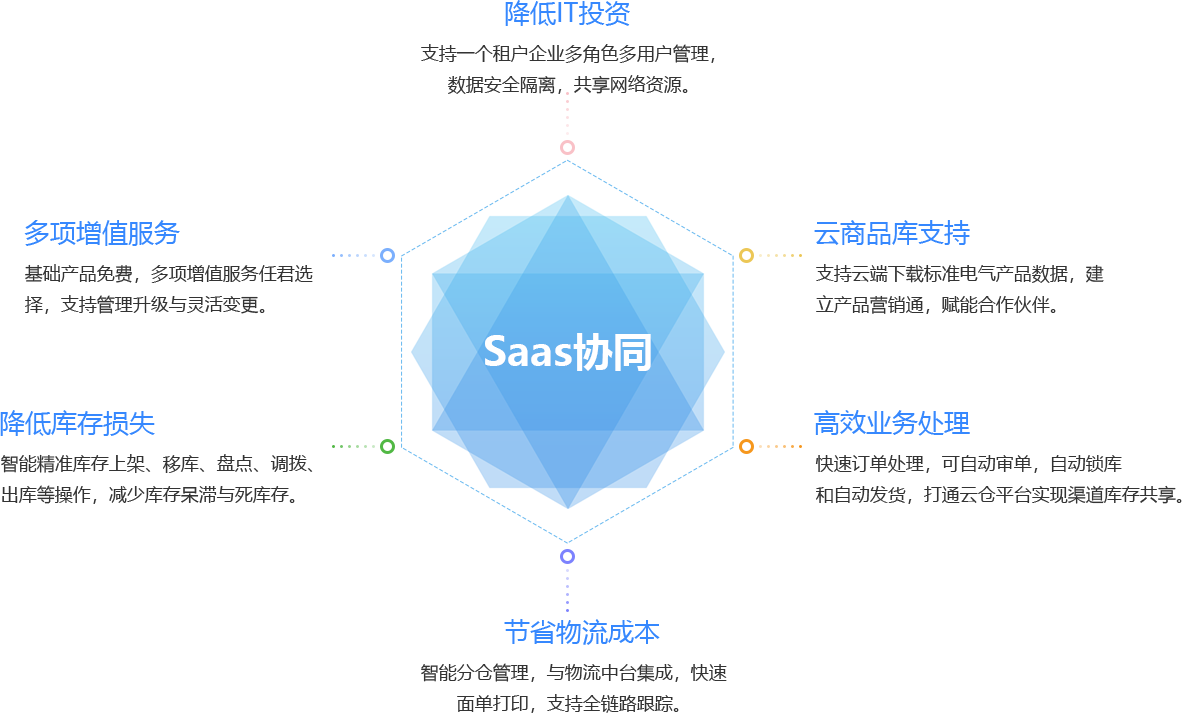 降低IT投资
支持一个租户企业多角色多用户管理，
数据安全隔离，共享网络资源。
多项增值服务
基础产品免费，多项增值服务任君选
择，支持管理升级与灵活变更。
云商品库支持
支持云端下载标准电气产品数据，建
立产品营销通，赋能合作伙伴。
Saas协同
降低库存损失
智能精准库存上架、移库、盘点、调拨、
出库等操作，减少库存呆滞与死库存。
高效业务处理
快速订单处理，可自动审单，自动锁库
和自动发货，打通云仓平台实现渠道库存共享。
节省物流成本
智能分仓管理，与物流中台集成，快速
面单打印，支持全链路跟踪。